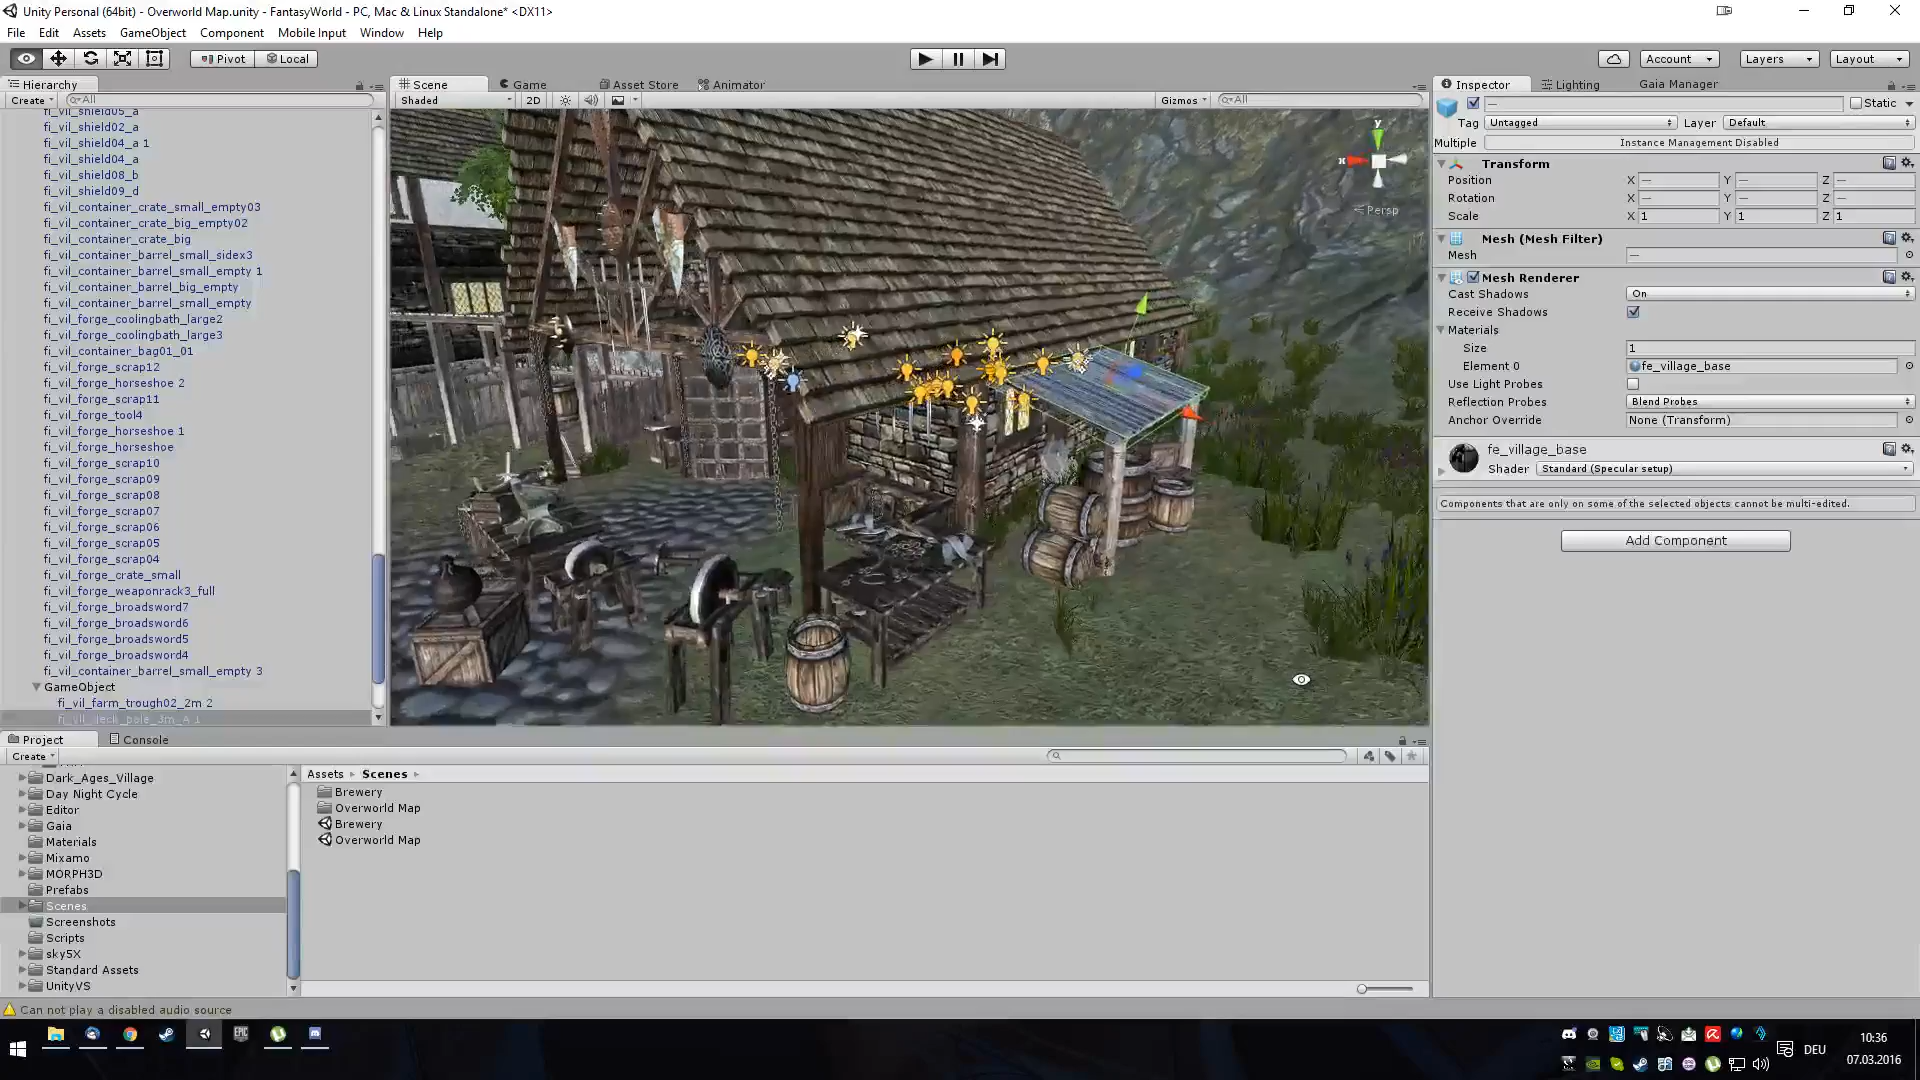 Unity Personal (64bit) - Overworld Map.unity - FantasyWorld - PC, Mac & Linux Standalone* <DX11>
File Edit Assets GameObject Component Mobile Input Window Help
Pivot Local Account Layers Layout
Hierarchy
Create All
fi_vil_shield05_a
fi_vil_shield02_a
fi_vil_shield04_a 1
fi_vil_shield04_a
fi_vil_shield08_b
fi_vil_shield09_d
fi_vil_container_crate_small_empty03
fi_vil_container_crate_big_empty02
fi_vil_container_crate_big
fi_vil_container_barrel_small_sidex3
fi_vil_container_barrel_small_empty 1
fi_vil_container_barrel_big_empty
fi_vil_container_barrel_small_empty
fi_vil_forge_coolingbath_large2
fi_vil_forge_coolingbath_large3
fi_vil_container_bag01_01
fi_vil_forge_scrap12
fi_vil_forge_horseshoe 2
fi_vil_forge_scrap11
fi_vil_forge_tool4
fi_vil_forge_horseshoe 1
fi_vil_forge_horseshoe
fi_vil_forge_scrap10
fi_vil_forge_scrap09
fi_vil_forge_scrap08
fi_vil_forge_scrap07
fi_vil_forge_scrap06
fi_vil_forge_scrap05
fi_vil_forge_scrap04
fi_vil_forge_crate_small
fi_vil_forge_weaponrack3_full
fi_vil_forge_broadsword7
fi_vil_forge_broadsword6
fi_vil_forge_broadsword5
fi_vil_forge_broadsword4
fi_vil_container_barrel_small_empty 3
GameObject
fi_vil_farm_trough02_2m 2
fi_vil_deck_pole_3m_A 1
Scene Game Asset Store Animator
Shaded 2D Gizmos All
y
x
Persp
Inspector Lighting Gaia Manager
— Static
Tag Untagged Layer Default
Multiple Instance Management Disabled
Transform
Position X — Y — Z —
Rotation X — Y — Z —
Scale X 1 Y 1 Z 1
Mesh (Mesh Filter)
Mesh —
Mesh Renderer
Cast Shadows On
Receive Shadows
Materials
Size 1
Element 0 fe_village_base
Use Light Probes
Reflection Probes Blend Probes
Anchor Override None (Transform)
fe_village_base
Shader Standard (Specular setup)
Components that are only on some of the selected objects cannot be multi-edited.
Add Component
Project Console
Create
Dark_Ages_Village
Day Night Cycle
Editor
Gaia
Materials
Mixamo
MORPH3D
Prefabs
Scenes
Screenshots
Scripts
sky5X
Standard Assets
UnityVS
Assets Scenes
Brewery
Overworld Map
Brewery
Overworld Map
Can not play a disabled audio source
EPIC
DEU
10:36
07.03.2016